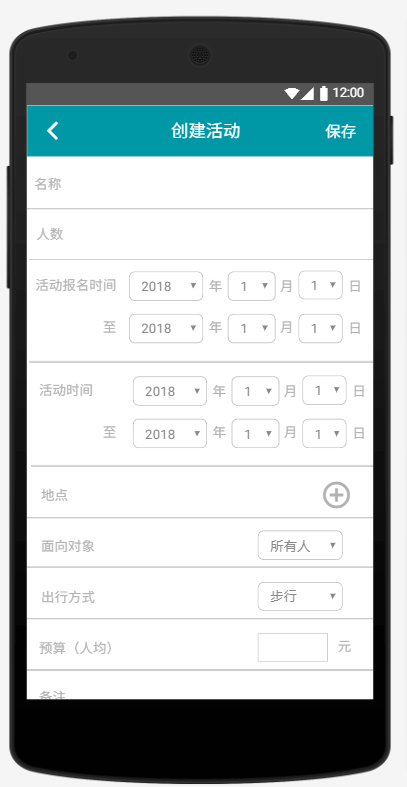 12:00
创建活动 保存
名称
人数
活动报名时间 2018 年 1 月 1 日
至 2018 年 1 月 1 日
活动时间 2018 年 1 月 1 日
至 2018 年 1 月 1 日
地点
面向对象 所有人
出行方式 步行
预算（人均） 元
备注